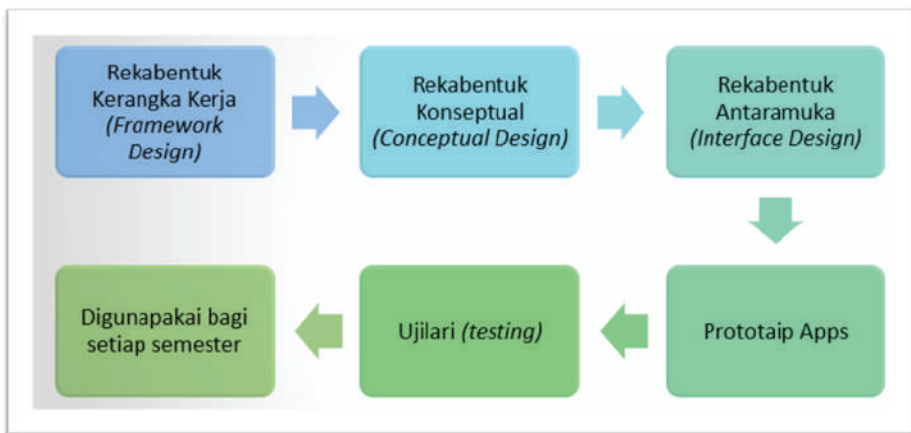 Rekabentuk
Kerangka Kerja
(Framework
Design)
Rekabentuk
Konseptual
(Conceptual Design)
Rekabentuk
Antaramuka
(Interface Design)
Prototaip Apps
Ujilari (testing)
Digunapakai bagi
setiap semester